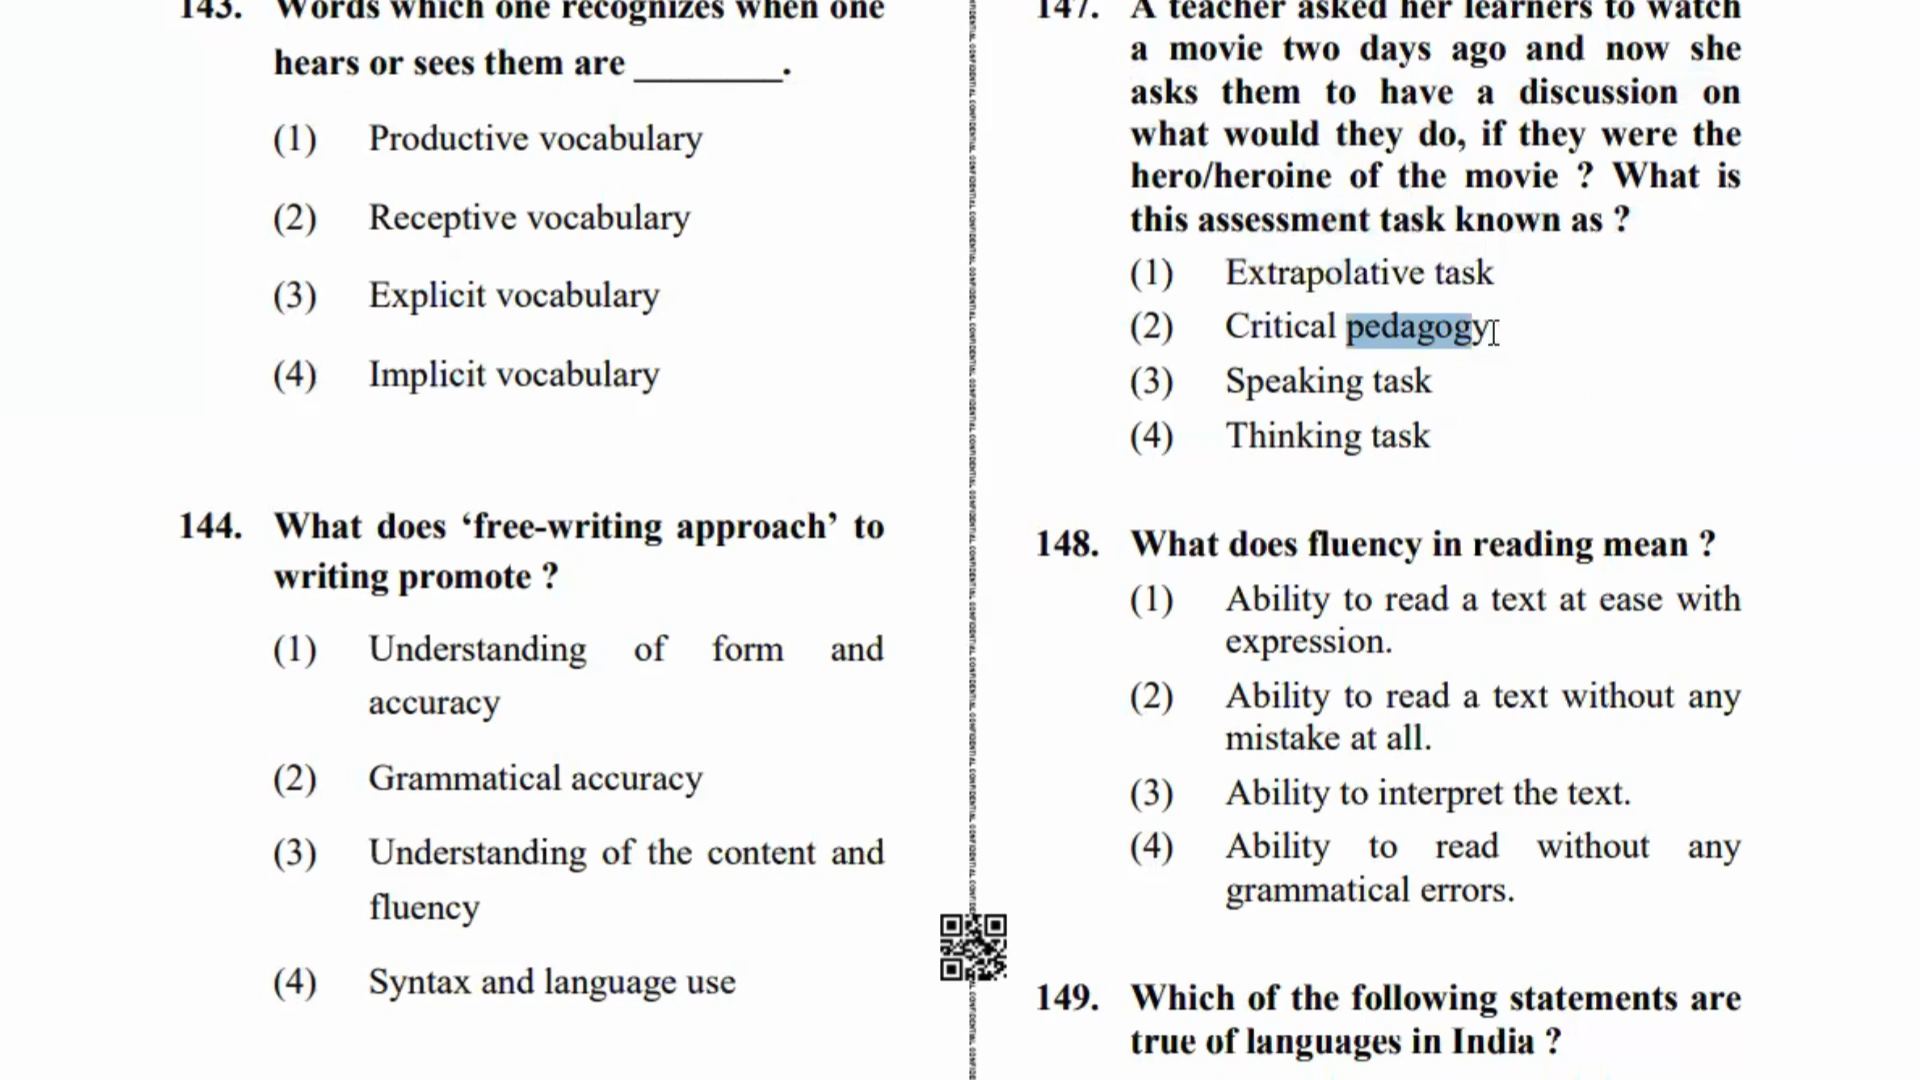 143. Words which one recognizes when one
hears or sees them are ________.
(1) Productive vocabulary
(2) Receptive vocabulary
(3) Explicit vocabulary
(4) Implicit vocabulary
144. What does ‘free-writing approach’ to
writing promote ?
(1) Understanding of form and
accuracy
(2) Grammatical accuracy
(3) Understanding of the content and
fluency
(4) Syntax and language use
147. A teacher asked her learners to watch
a movie two days ago and now she
asks them to have a discussion on
what would they do, if they were the
hero/heroine of the movie ? What is
this assessment task known as ?
(1) Extrapolative task
(2) Critical pedagogy
(3) Speaking task
(4) Thinking task
148. What does fluency in reading mean ?
(1) Ability to read a text at ease with
expression.
(2) Ability to read a text without any
mistake at all.
(3) Ability to interpret the text.
(4) Ability to read without any
grammatical errors.
149. Which of the following statements are
true of languages in India ?